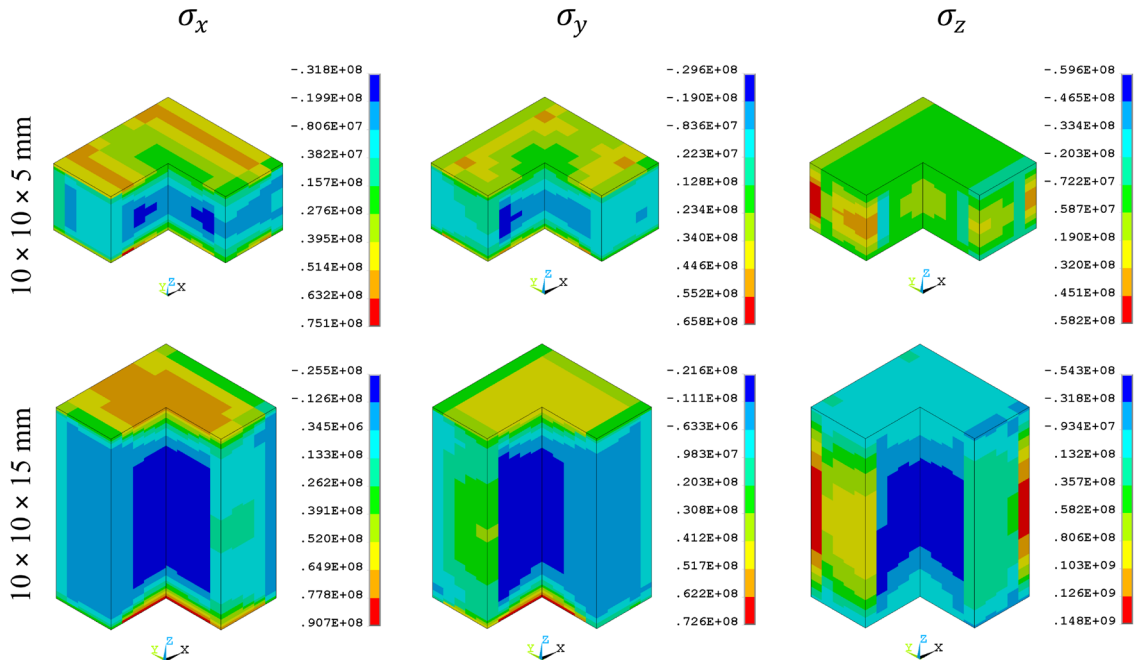 σx
σy
σz
10 × 10 × 5 mm
-.318E+08
-.199E+08
-.806E+07
.382E+07
.157E+08
.276E+08
.395E+08
.514E+08
.632E+08
.751E+08
Y Z X
-.296E+08
-.190E+08
-.836E+07
.223E+07
.128E+08
.234E+08
.340E+08
.446E+08
.552E+08
.658E+08
Y Z X
-.596E+08
-.465E+08
-.334E+08
-.203E+08
-.722E+07
.587E+07
.190E+08
.320E+08
.451E+08
.582E+08
Y Z X
10 × 10 × 15 mm
-.255E+08
-.126E+08
.345E+06
.133E+08
.262E+08
.391E+08
.520E+08
.649E+08
.778E+08
.907E+08
Y Z X
-.216E+08
-.111E+08
-.633E+06
.983E+07
.203E+08
.308E+08
.412E+08
.517E+08
.622E+08
.726E+08
Y Z X
-.543E+08
-.318E+08
-.934E+07
.132E+08
.357E+08
.582E+08
.806E+08
.103E+09
.126E+09
.148E+09
Y Z X